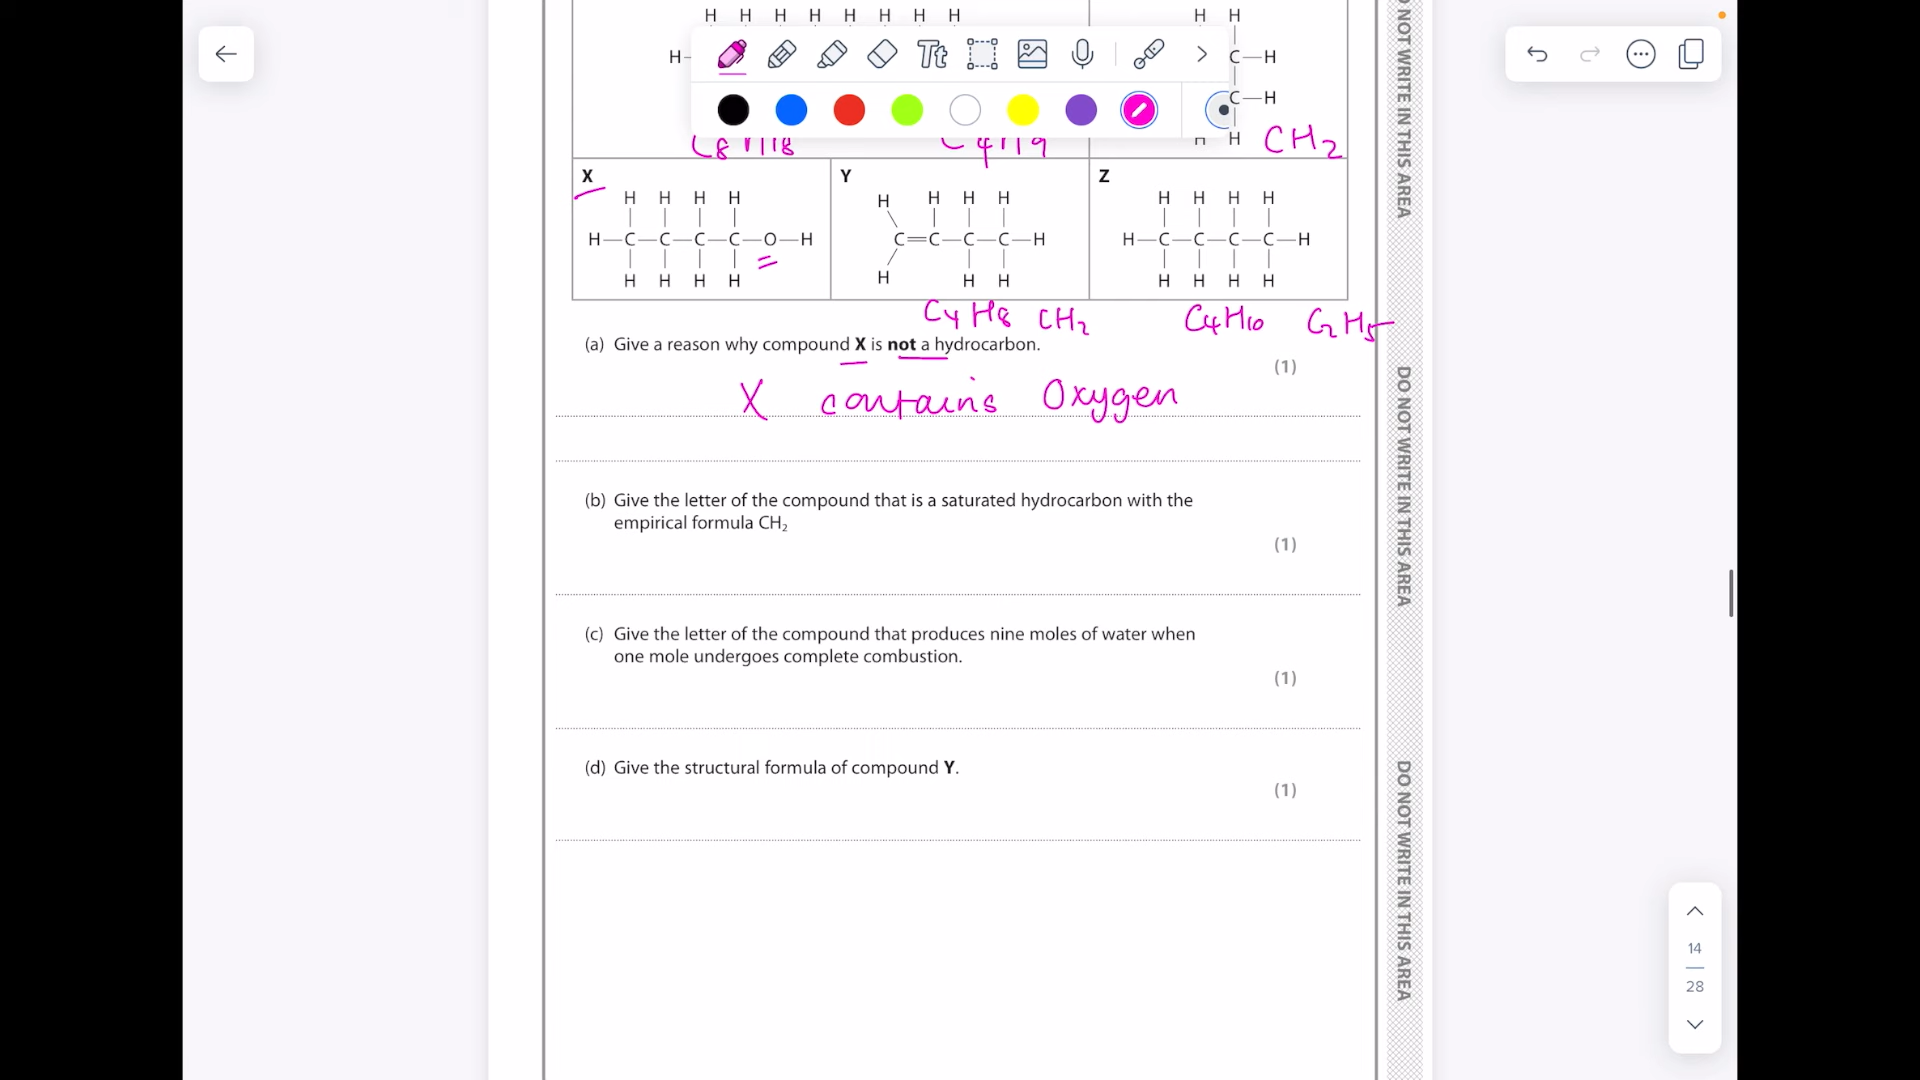 H H H H H H H H
H H
H-
C—H
Tt
C—H
C8H18
C4H9
H H
CH2
X
Y
Z
H H H H
H H H H
H H H H
H—C—C—C—C—O—H
C=C—C—C—H
H—C—C—C—C—H
H H H H
H H H
H H H H
C4H8 CH2
C4H10 C2H5
(a) Give a reason why compound X is not a hydrocarbon.
(1)
X contains Oxygen
(b) Give the letter of the compound that is a saturated hydrocarbon with the
empirical formula CH2
(1)
(c) Give the letter of the compound that produces nine moles of water when
one mole undergoes complete combustion.
(1)
(d) Give the structural formula of compound Y.
(1)
DO NOT WRITE IN THIS AREA
DO NOT WRITE IN THIS AREA
DO NOT WRITE IN THIS AREA
14
28